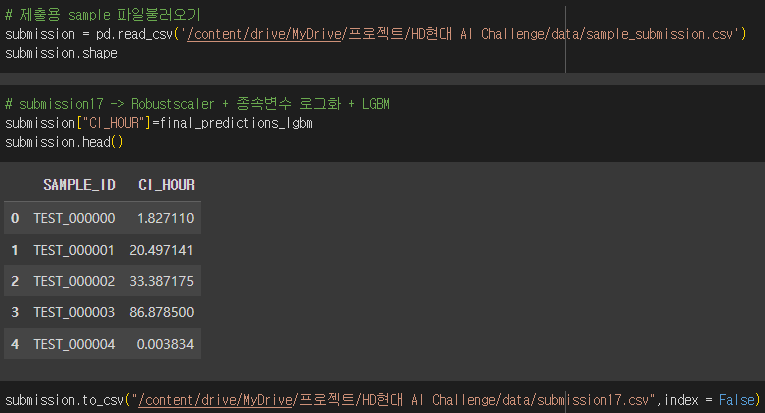 # 제출용 sample 파일불러오기
submission = pd.read_csv('/content/drive/MyDrive/프로젝트/HD현대 AI Challenge/data/sample_submission.csv')
submission.shape
# submission17 -> Robustscaler + 종속변수 로그화 + LGBM
submission["CI_HOUR"]=final_predictions_lgbm
submission.head()
SAMPLE_ID CI_HOUR
0 TEST_000000 1.827110
1 TEST_000001 20.497141
2 TEST_000002 33.387175
3 TEST_000003 86.878500
4 TEST_000004 0.003834
submission.to_csv("/content/drive/MyDrive/프로젝트/HD현대 AI Challenge/data/submission17.csv",index = False)